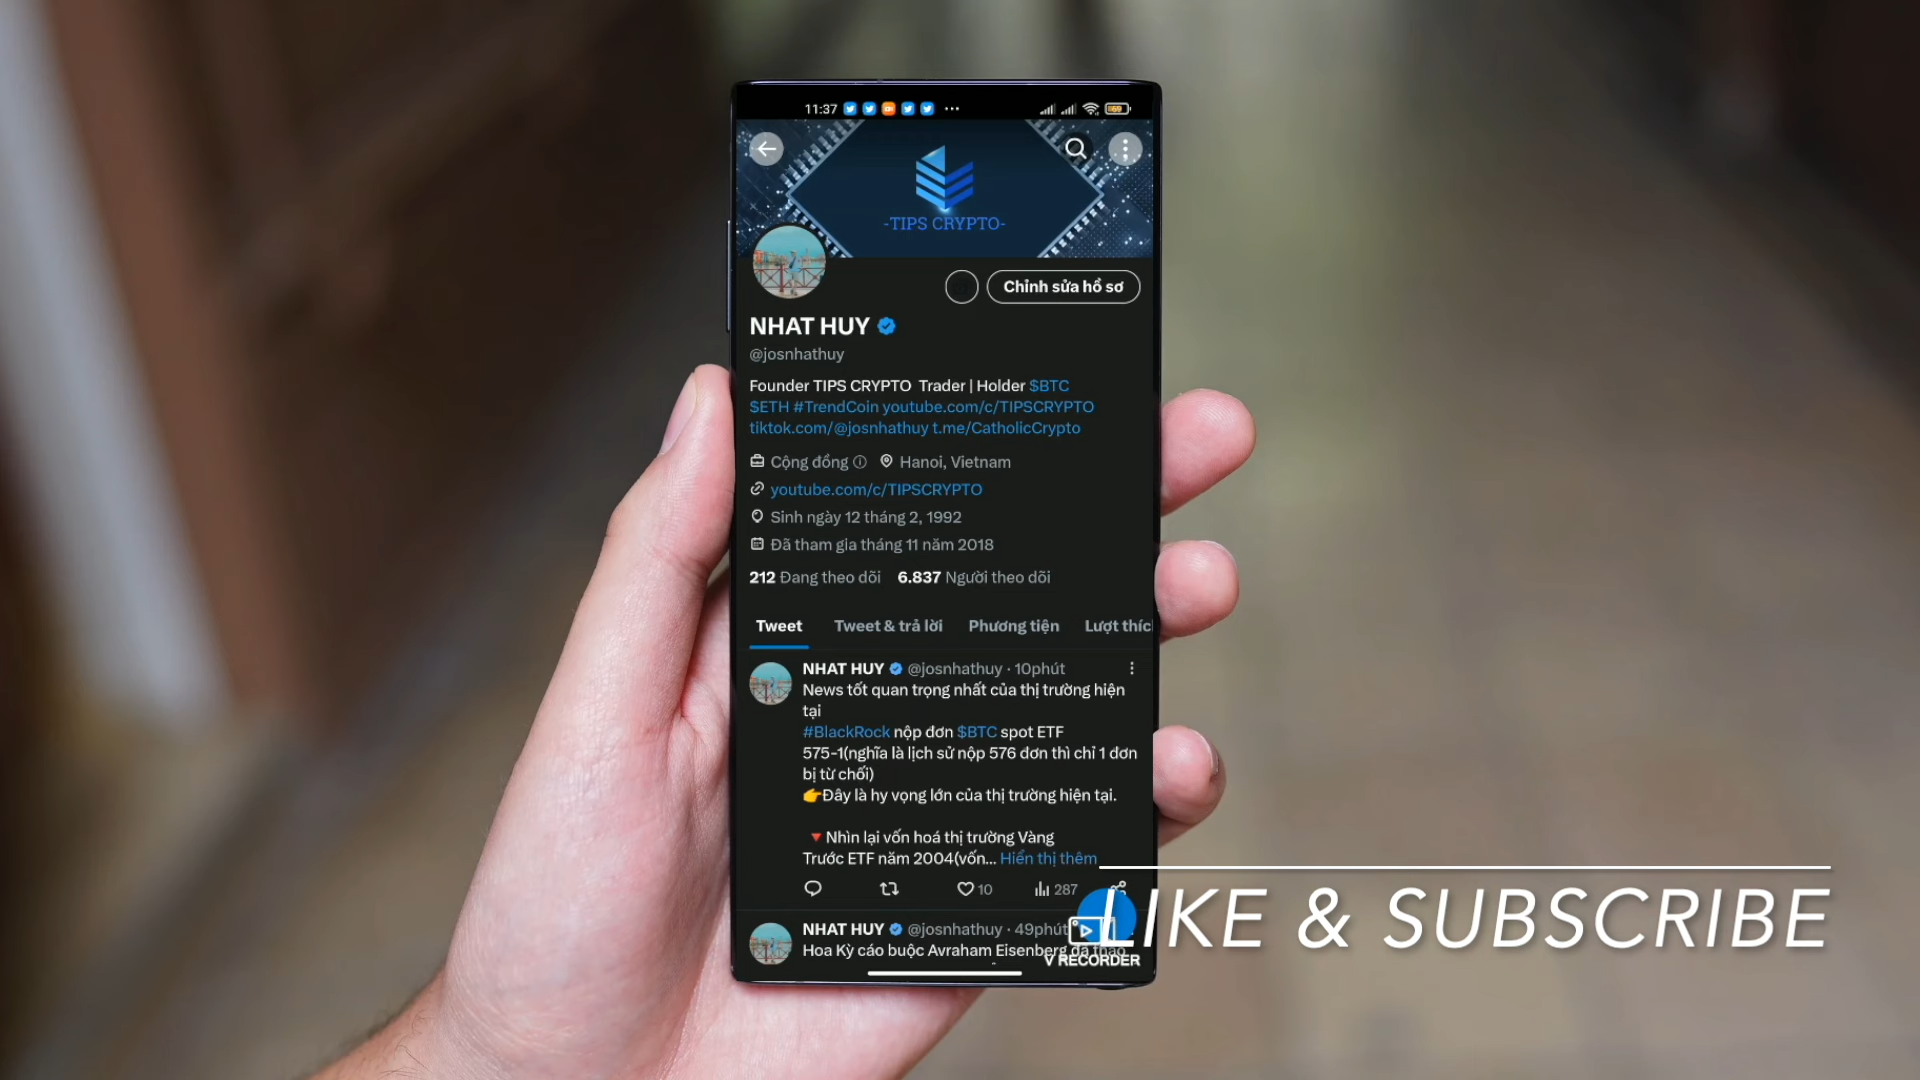 11:37
69
-TIPS CRYPTO-
Chỉnh sửa hồ sơ
NHAT HUY
@josnhathuy
Founder TIPS CRYPTO Trader | Holder $BTC
$ETH #TrendCoin youtube.com/c/TIPSCRYPTO
tiktok.com/@josnhathuy t.me/CatholicCrypto
Cộng đồng Hanoi, Vietnam
youtube.com/c/TIPSCRYPTO
Sinh ngày 12 tháng 2, 1992
Đã tham gia tháng 11 năm 2018
212 Đang theo dõi 6.837 Người theo dõi
Tweet Tweet & trả lời Phương tiện Lượt thíc
NHAT HUY @josnhathuy · 10phút
News tốt quan trọng nhất của thị trường hiện
tại
#BlackRock nộp đơn $BTC spot ETF
575-1(nghĩa là lịch sử nộp 576 đơn thì chỉ 1 đơn
bị từ chối)
👉Đây là hy vọng lớn của thị trường hiện tại.
🔻Nhìn lại vốn hoá thị trường Vàng
Trước ETF năm 2004(vốn... Hiển thị thêm
10 287
NHAT HUY @josnhathuy · 49phút
Hoa Kỳ cáo buộc Avraham Eisenberg đã thao
V RECORDER
LIKE & SUBSCRIBE